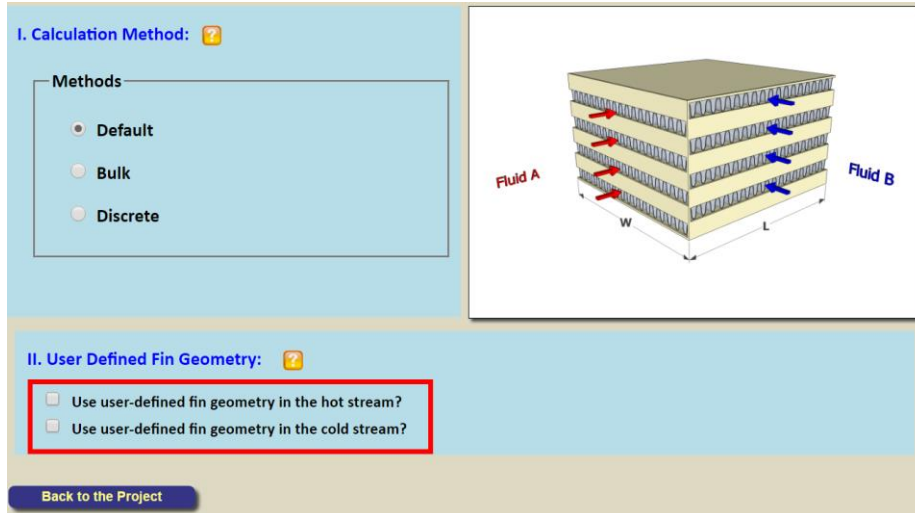 I. Calculation Method: ?
Methods
Default
Bulk
Discrete
Fluid A
Fluid B
W
L
II. User Defined Fin Geometry: ?
Use user-defined fin geometry in the hot stream?
Use user-defined fin geometry in the cold stream?
Back to the Project